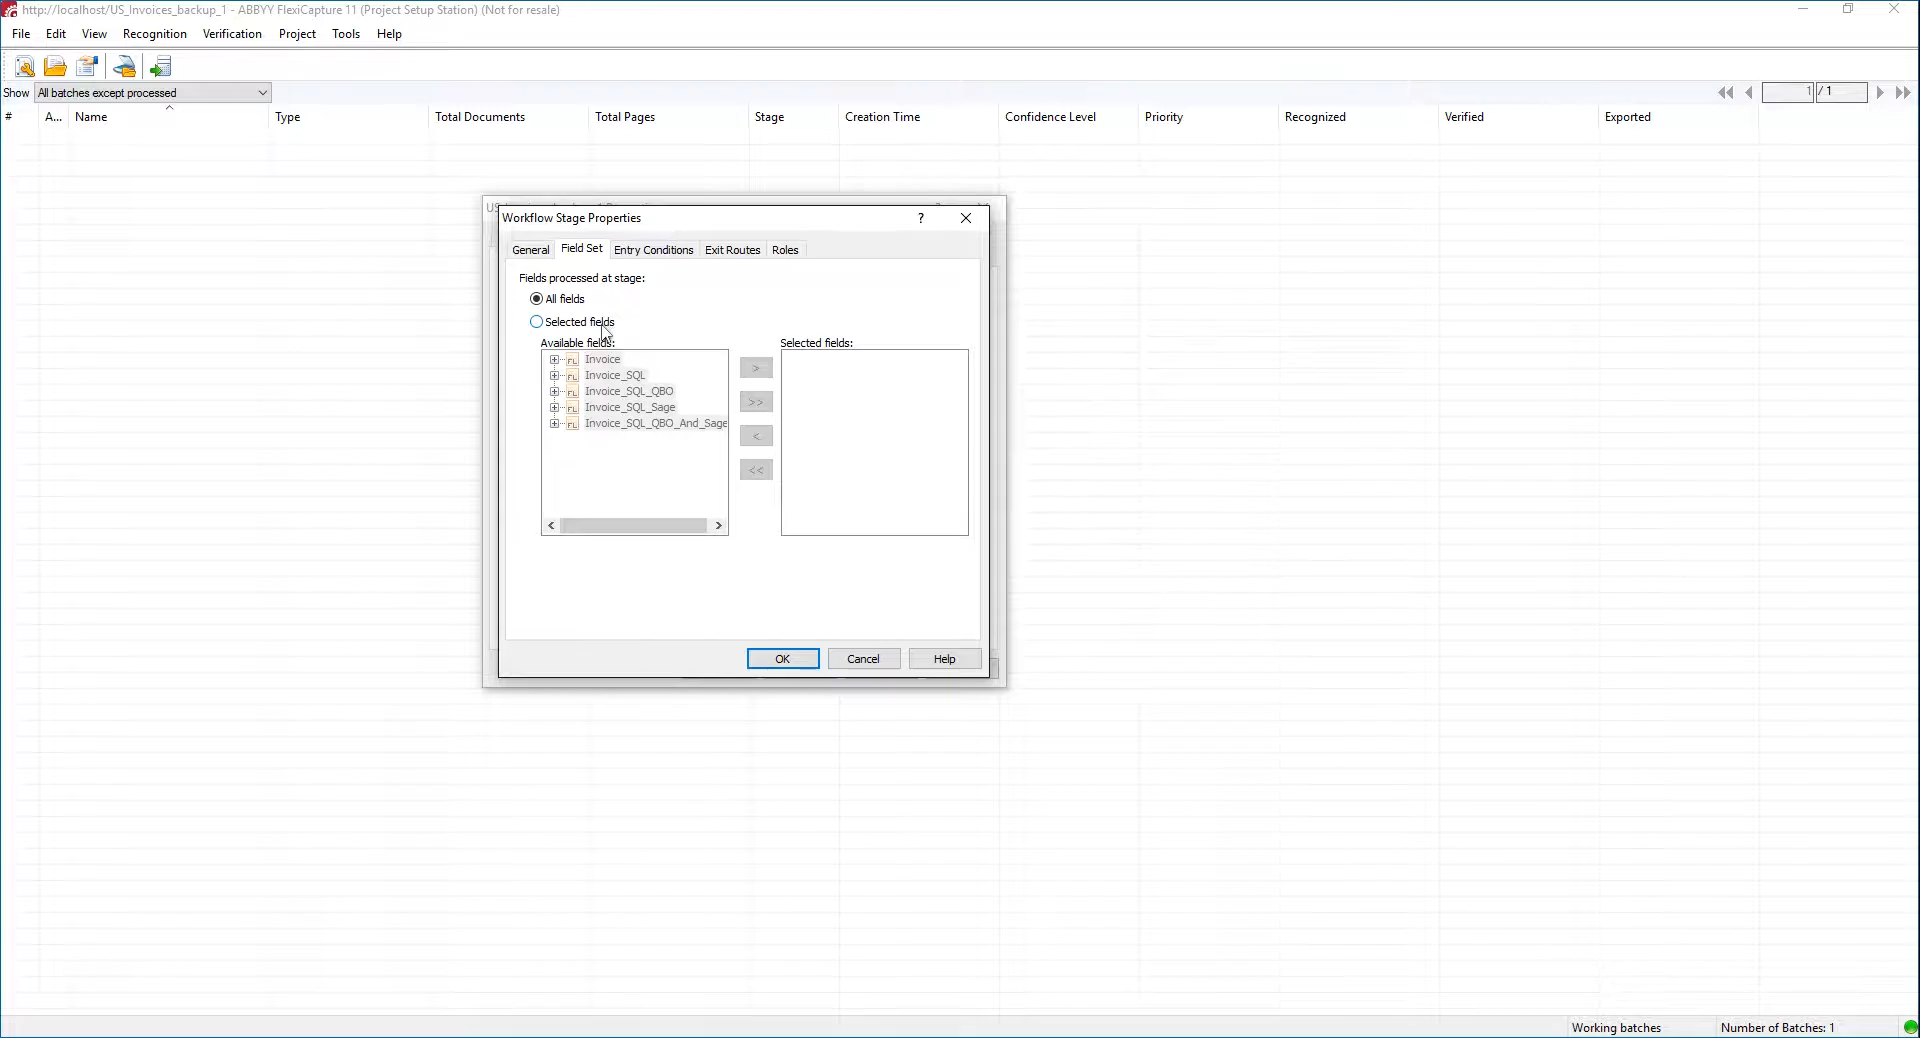 http://localhost/US_Invoices_backup_1 - ABBYY FlexiCapture 11 (Project Setup Station) (Not for resale)
File Edit View Recognition Verification Project Tools Help
Show All batches except processed 1 / 1
# A... Name Type Total Documents Total Pages Stage Creation Time Confidence Level Priority Recognized Verified Exported
Workflow Stage Properties ?
General Field Set Entry Conditions Exit Routes Roles
Fields processed at stage:
All fields
Selected fields
Available fields: Selected fields:
Invoice >
Invoice_SQL
Invoice_SQL_QBO
Invoice_SQL_Sage >>
Invoice_SQL_QBO_And_Sage
<
<<
OK Cancel Help
Working batches Number of Batches: 1